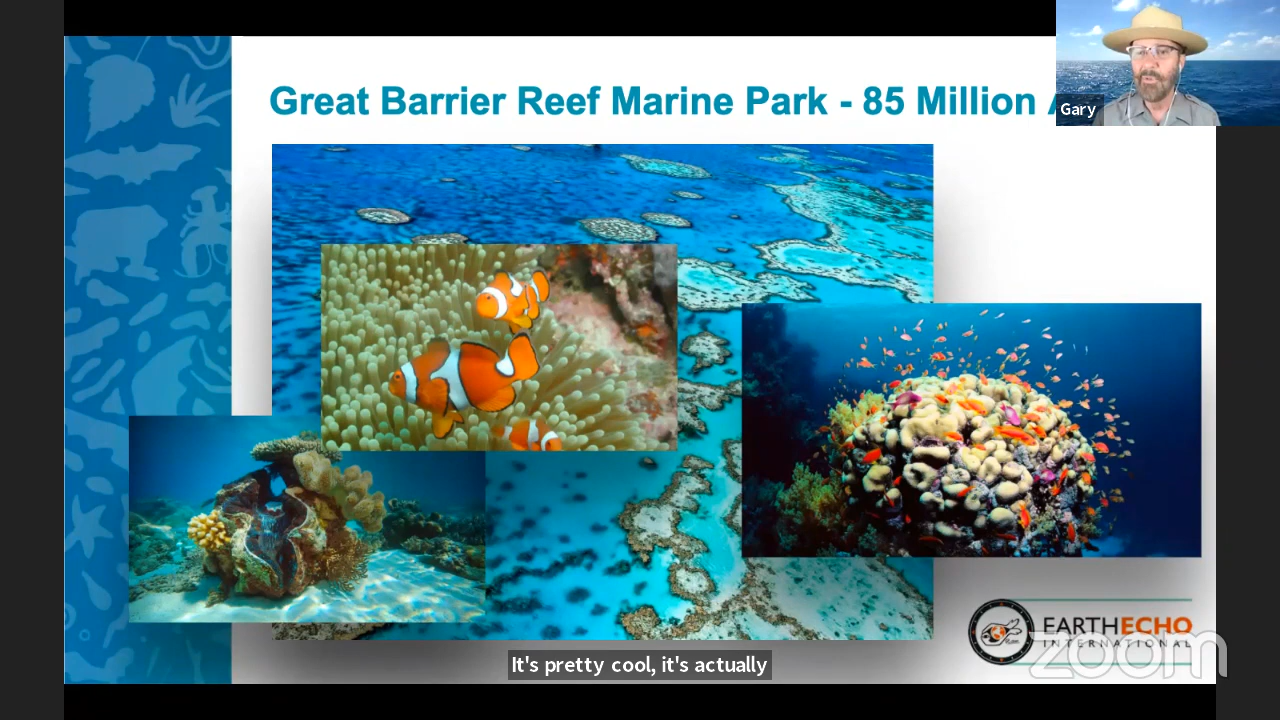 Great Barrier Reef Marine Park - 85 Million
Gary
EARTHECHO
INTERNATIONAL
zoom
It's pretty cool, it's actually